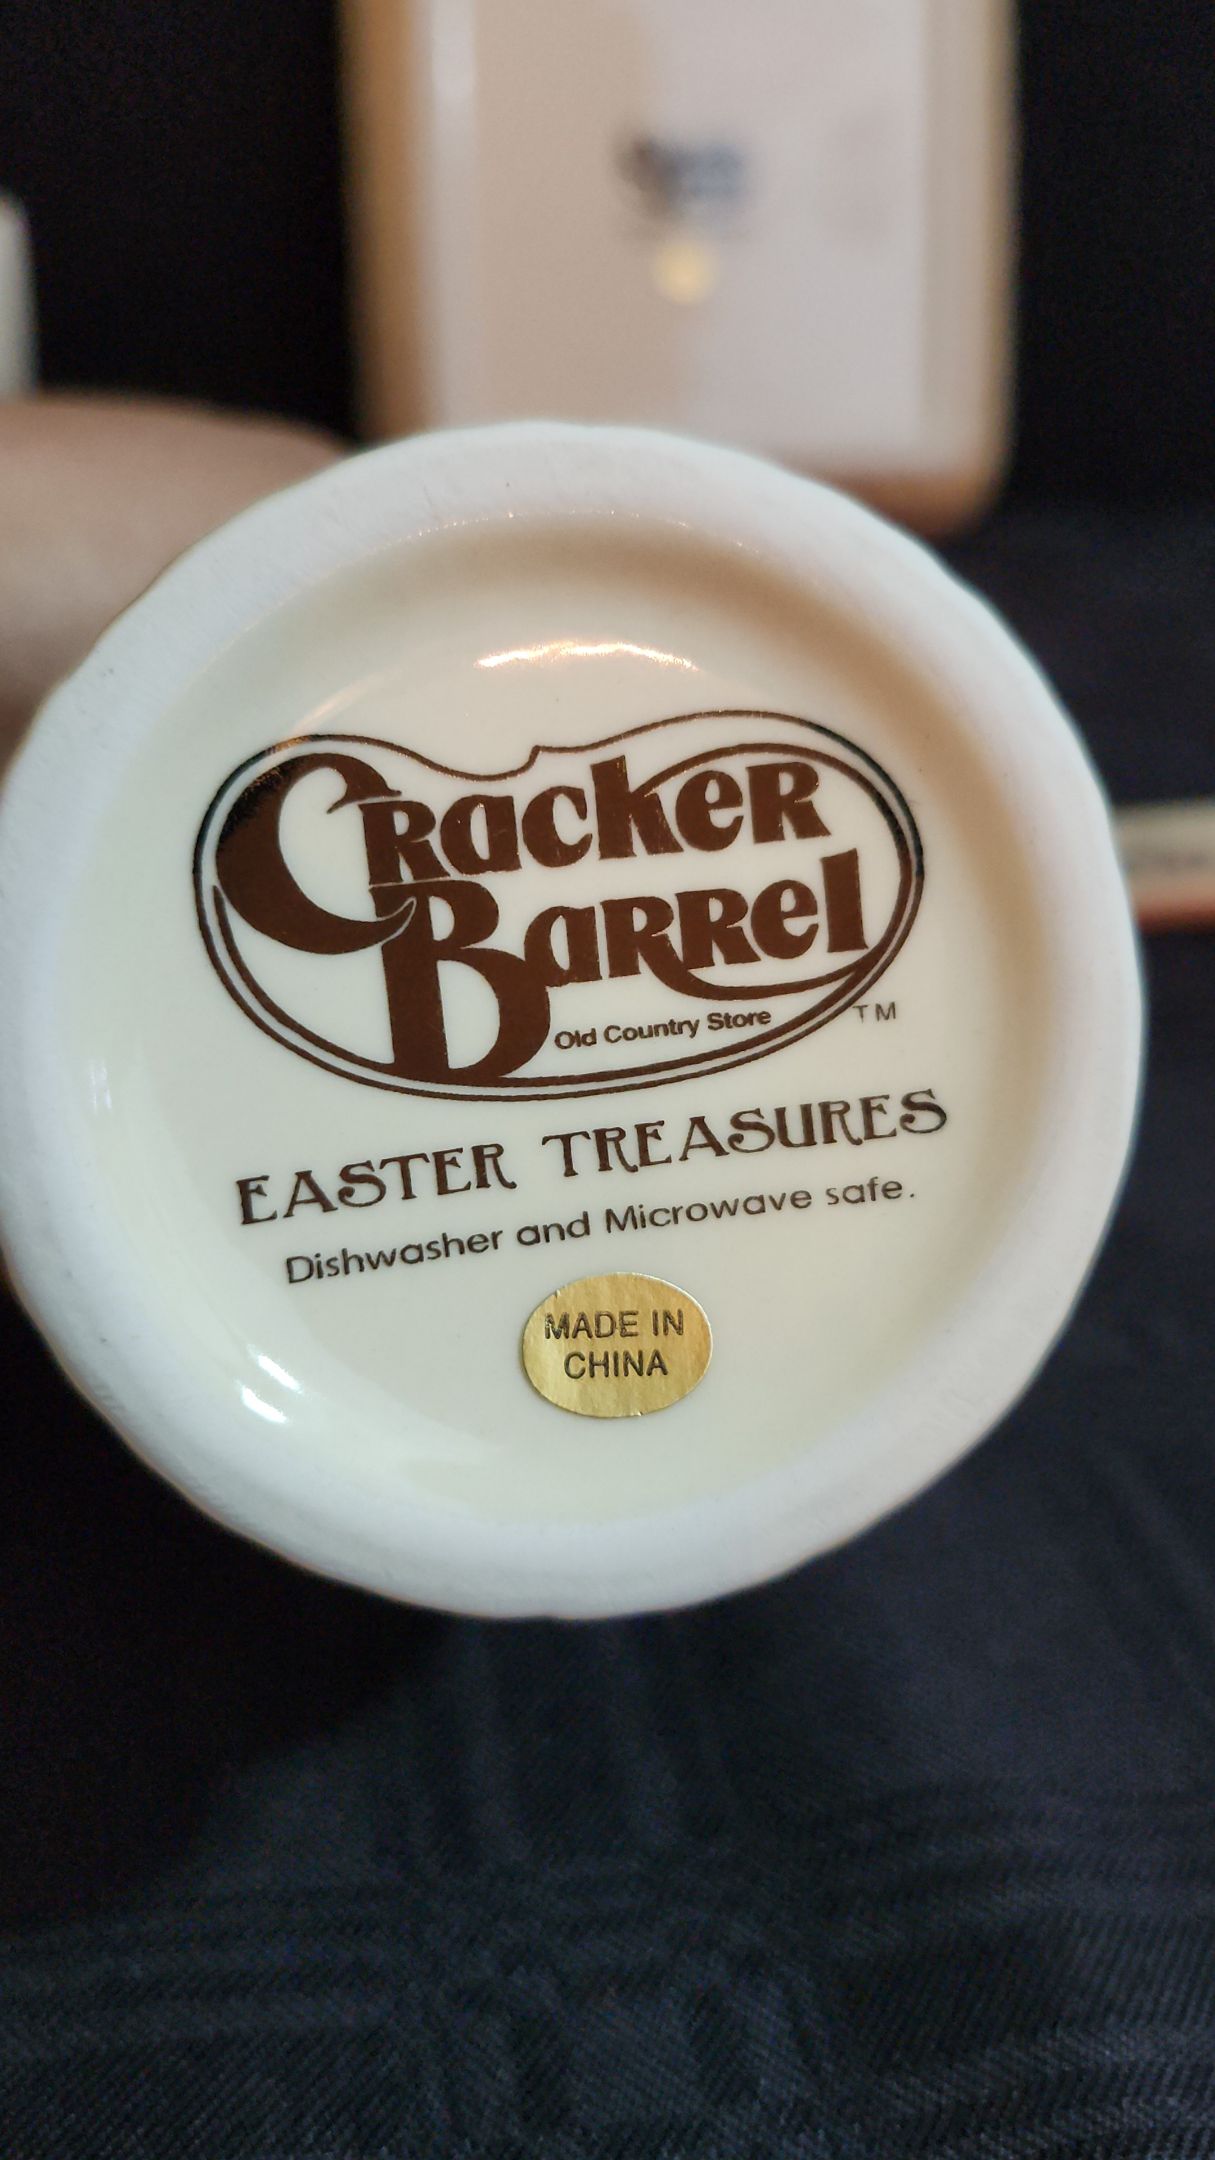 Cracker
Barrel
Old Country Store
TM
EASTER TREASURES
Dishwasher and Microwave safe.
MADE IN
CHINA